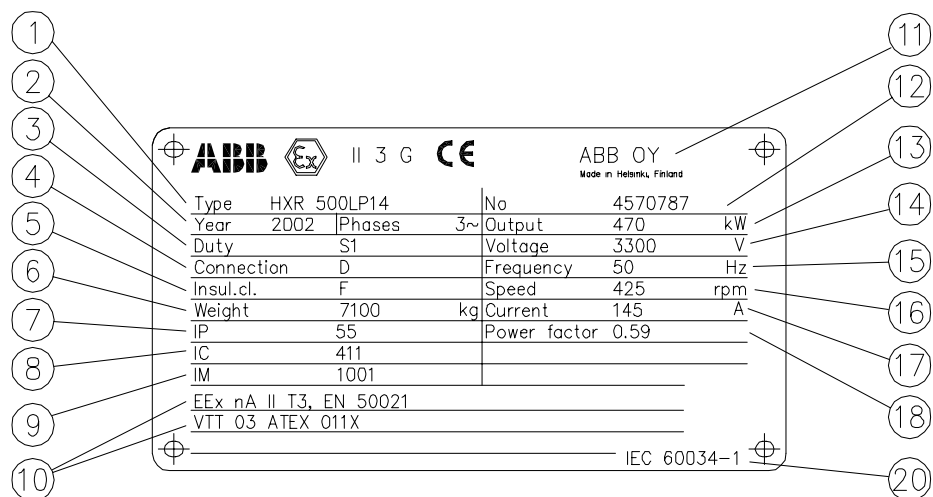 1
2
3
4
5
6
7
8
9
10
11
12
13
14
15
16
17
18
20
ABB Ex II 3 G CE ABB OY
Made in Helsinki, Finland
Type HXR 500LP14 No 4570787
Year 2002 Phases 3~ Output 470 kW
Duty S1 Voltage 3300 V
Connection D Frequency 50 Hz
Insul.cl. F Speed 425 rpm
Weight 7100 kg Current 145 A
IP 55 Power factor 0.59
IC 411
IM 1001
EEx nA II T3, EN 50021
VTT 03 ATEX 011X
IEC 60034-1